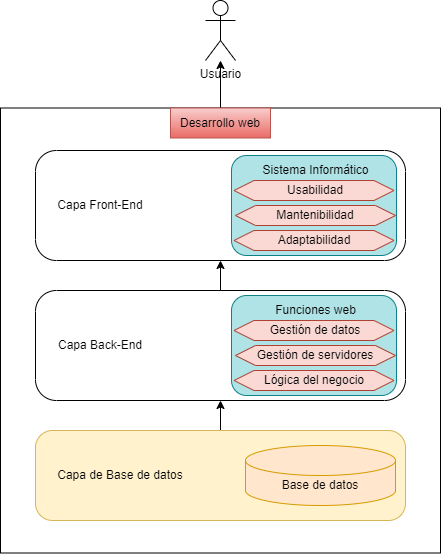 Usuario
Desarrollo web
Capa Front-End
Sistema Informático
Usabilidad
Mantenibilidad
Adaptabilidad
Capa Back-End
Funciones web
Gestión de datos
Gestión de servidores
Lógica del negocio
Capa de Base de datos
Base de datos